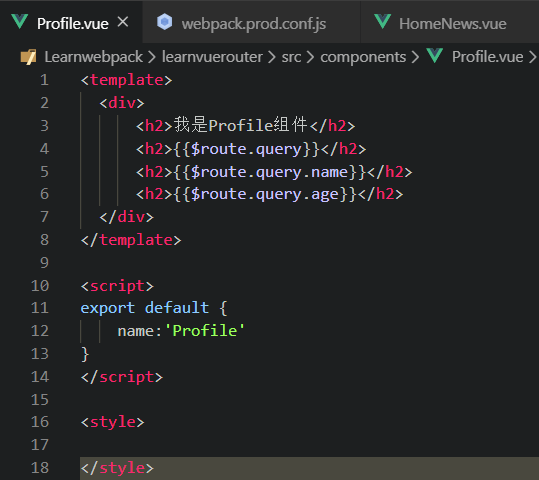 Profile.vue × webpack.prod.conf.js HomeNews.vue
Learnwebpack > learnvuerouter > src > components > Profile.vue >
1 <template>
2 <div>
3 <h2>我是Profile组件</h2>
4 <h2>{{$route.query}}</h2>
5 <h2>{{$route.query.name}}</h2>
6 <h2>{{$route.query.age}}</h2>
7 </div>
8 </template>
9
10 <script>
11 export default {
12 name:'Profile'
13 }
14 </script>
15
16 <style>
17
18 </style>